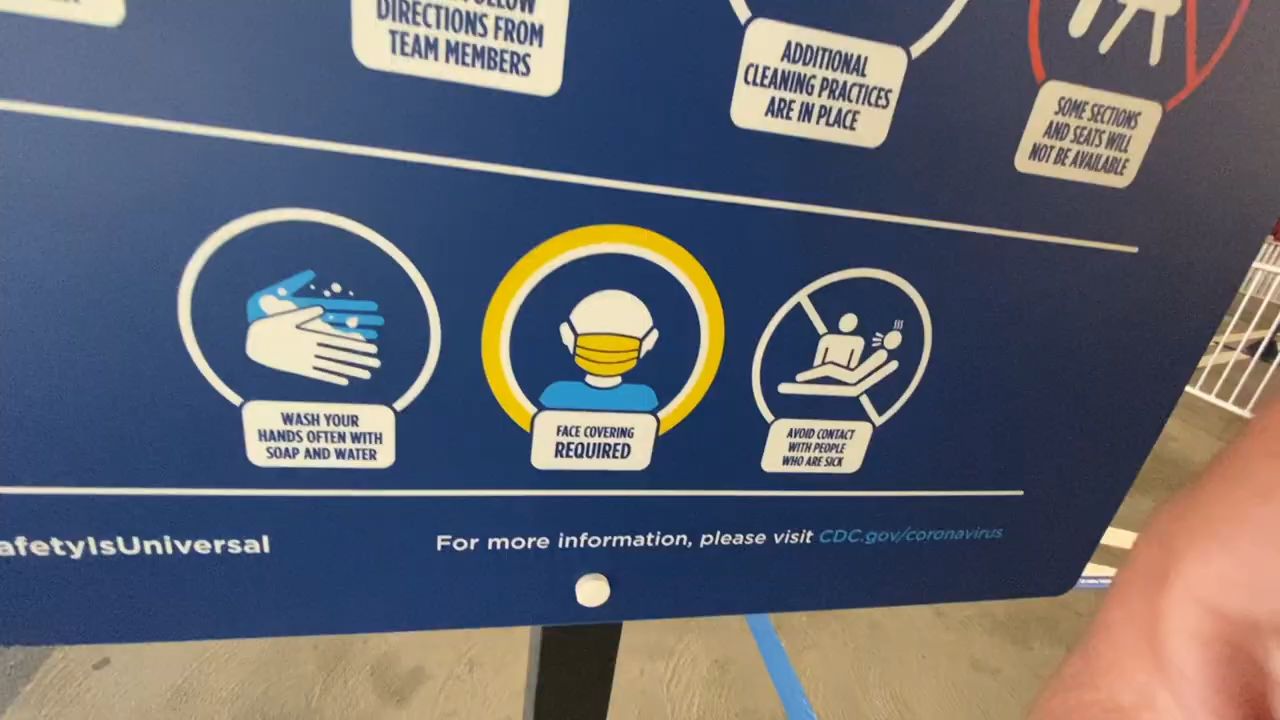 DIRECTIONS FROM
TEAM MEMBERS
ADDITIONAL
CLEANING PRACTICES
ARE IN PLACE
SOME SECTIONS
AND SEATS WILL
NOT BE AVAILABLE
WASH YOUR
HANDS OFTEN WITH
SOAP AND WATER
FACE COVERING
REQUIRED
AVOID CONTACT
WITH PEOPLE
WHO ARE SICK
afetyIsUniversal
For more information, please visit CDC.gov/coronavirus